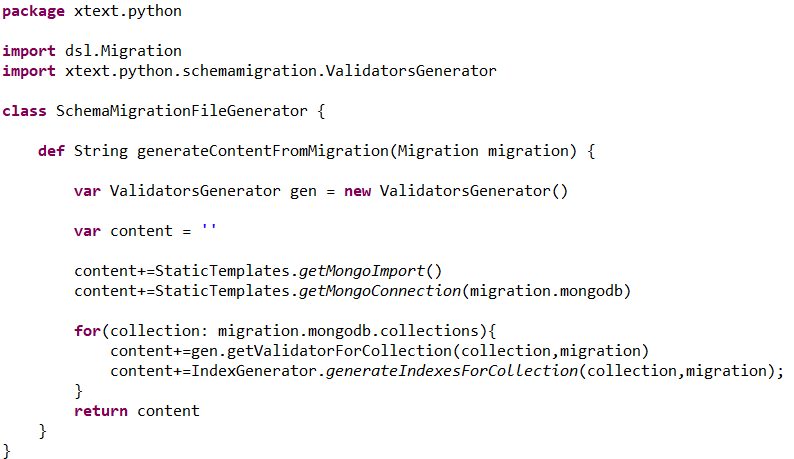 package xtext.python
import dsl.Migration
import xtext.python.schemamigration.ValidatorsGenerator
class SchemaMigrationFileGenerator {
def String generateContentFromMigration(Migration migration) {
var ValidatorsGenerator gen = new ValidatorsGenerator()
var content = ''
content+=StaticTemplates.getMongoImport()
content+=StaticTemplates.getMongoConnection(migration.mongodb)
for(collection: migration.mongodb.collections){
content+=gen.getValidatorForCollection(collection,migration)
content+=IndexGenerator.generateIndexesForCollection(collection,migration);
}
return content
}
}